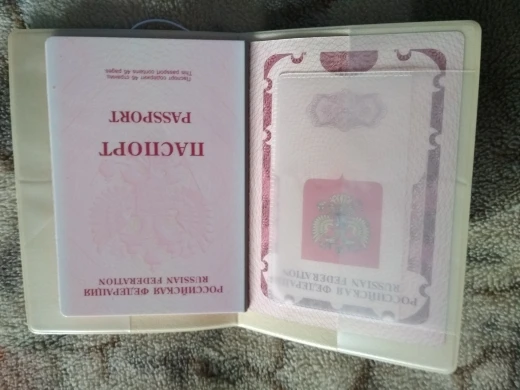 РОССИЙСКАЯ ФЕДЕРАЦИЯ
RUSSIAN FEDERATION
ПАСПОРТ
PASSPORT
Паспорт содержит 46 страниц
This passport contains 46 pages
РОССИЙСКАЯ ФЕДЕРАЦИЯ
RUSSIAN FEDERATION